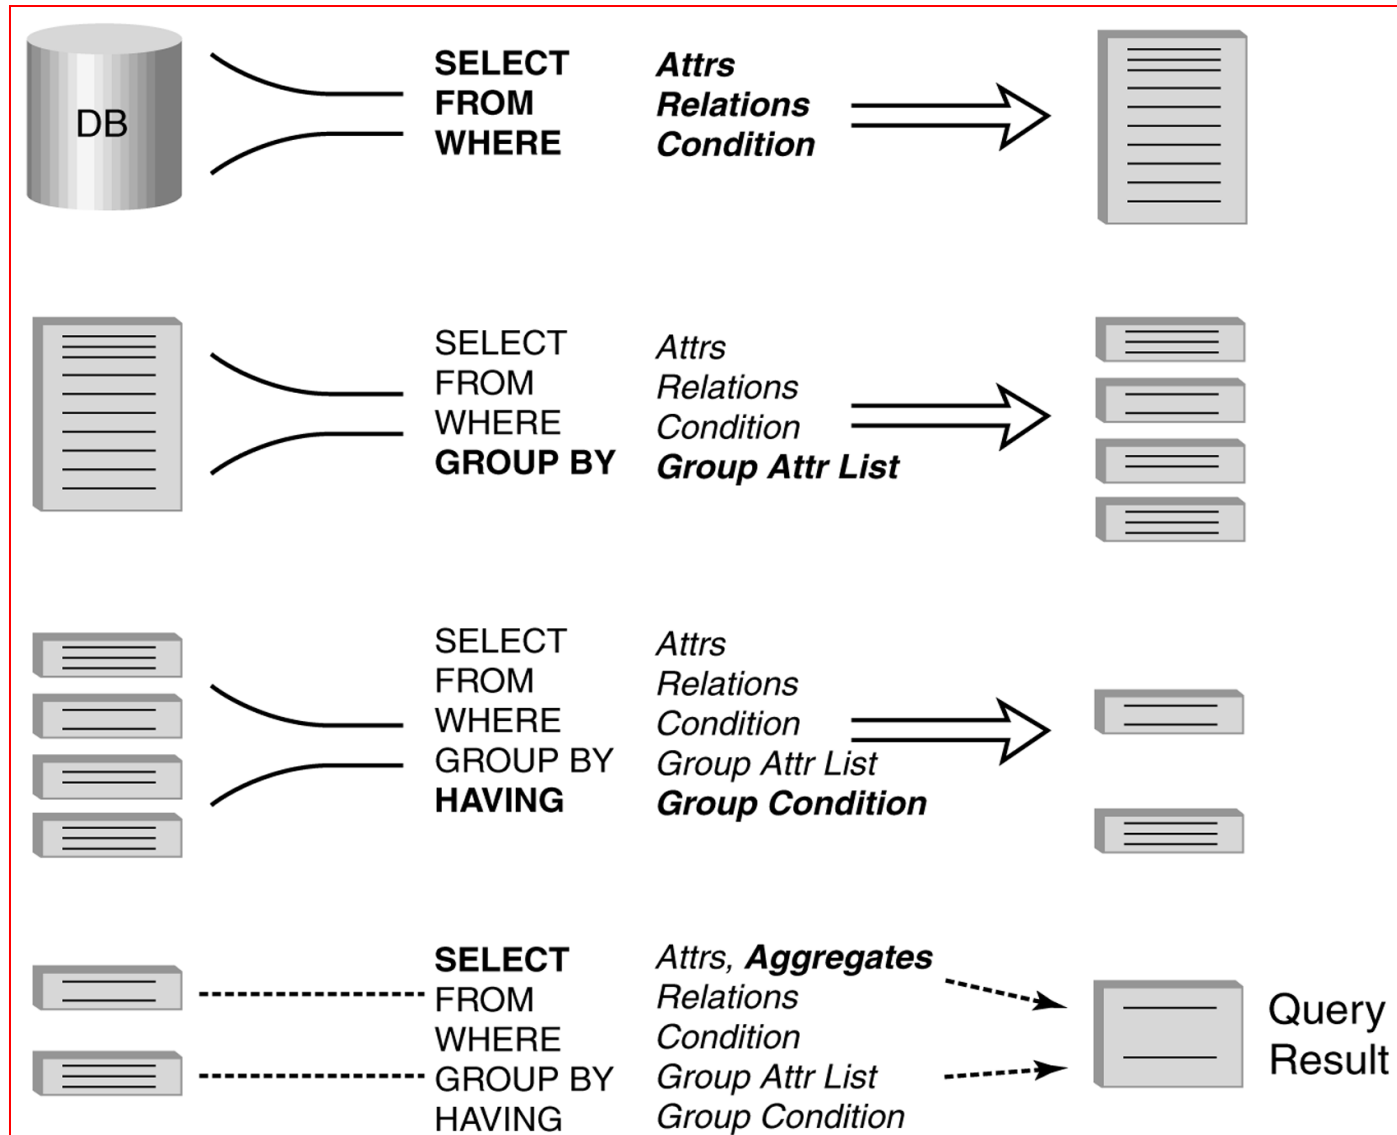 DB
SELECT Attrs
FROM Relations
WHERE Condition
SELECT Attrs
FROM Relations
WHERE Condition
GROUP BY Group Attr List
SELECT Attrs
FROM Relations
WHERE Condition
GROUP BY Group Attr List
HAVING Group Condition
SELECT Attrs, Aggregates
FROM Relations
WHERE Condition
GROUP BY Group Attr List
HAVING Group Condition
Query
Result